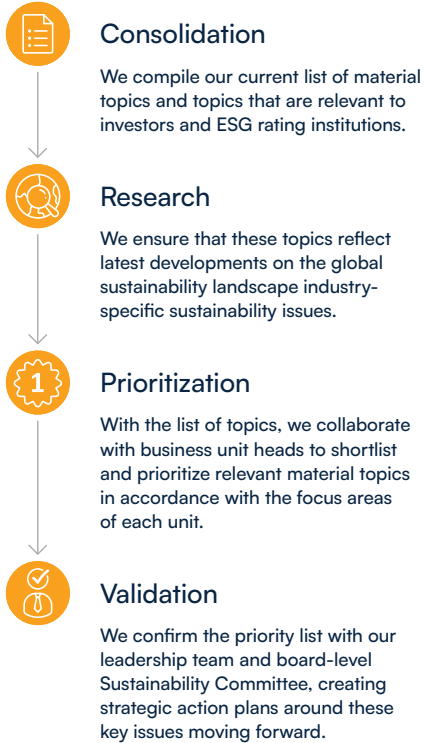 Consolidation
We compile our current list of material
topics and topics that are relevant to
investors and ESG rating institutions.
Research
We ensure that these topics reflect
latest developments on the global
sustainability landscape industry-
specific sustainability issues.
1
Prioritization
With the list of topics, we collaborate
with business unit heads to shortlist
and prioritize relevant material topics
in accordance with the focus areas
of each unit.
Validation
We confirm the priority list with our
leadership team and board-level
Sustainability Committee, creating
strategic action plans around these
key issues moving forward.